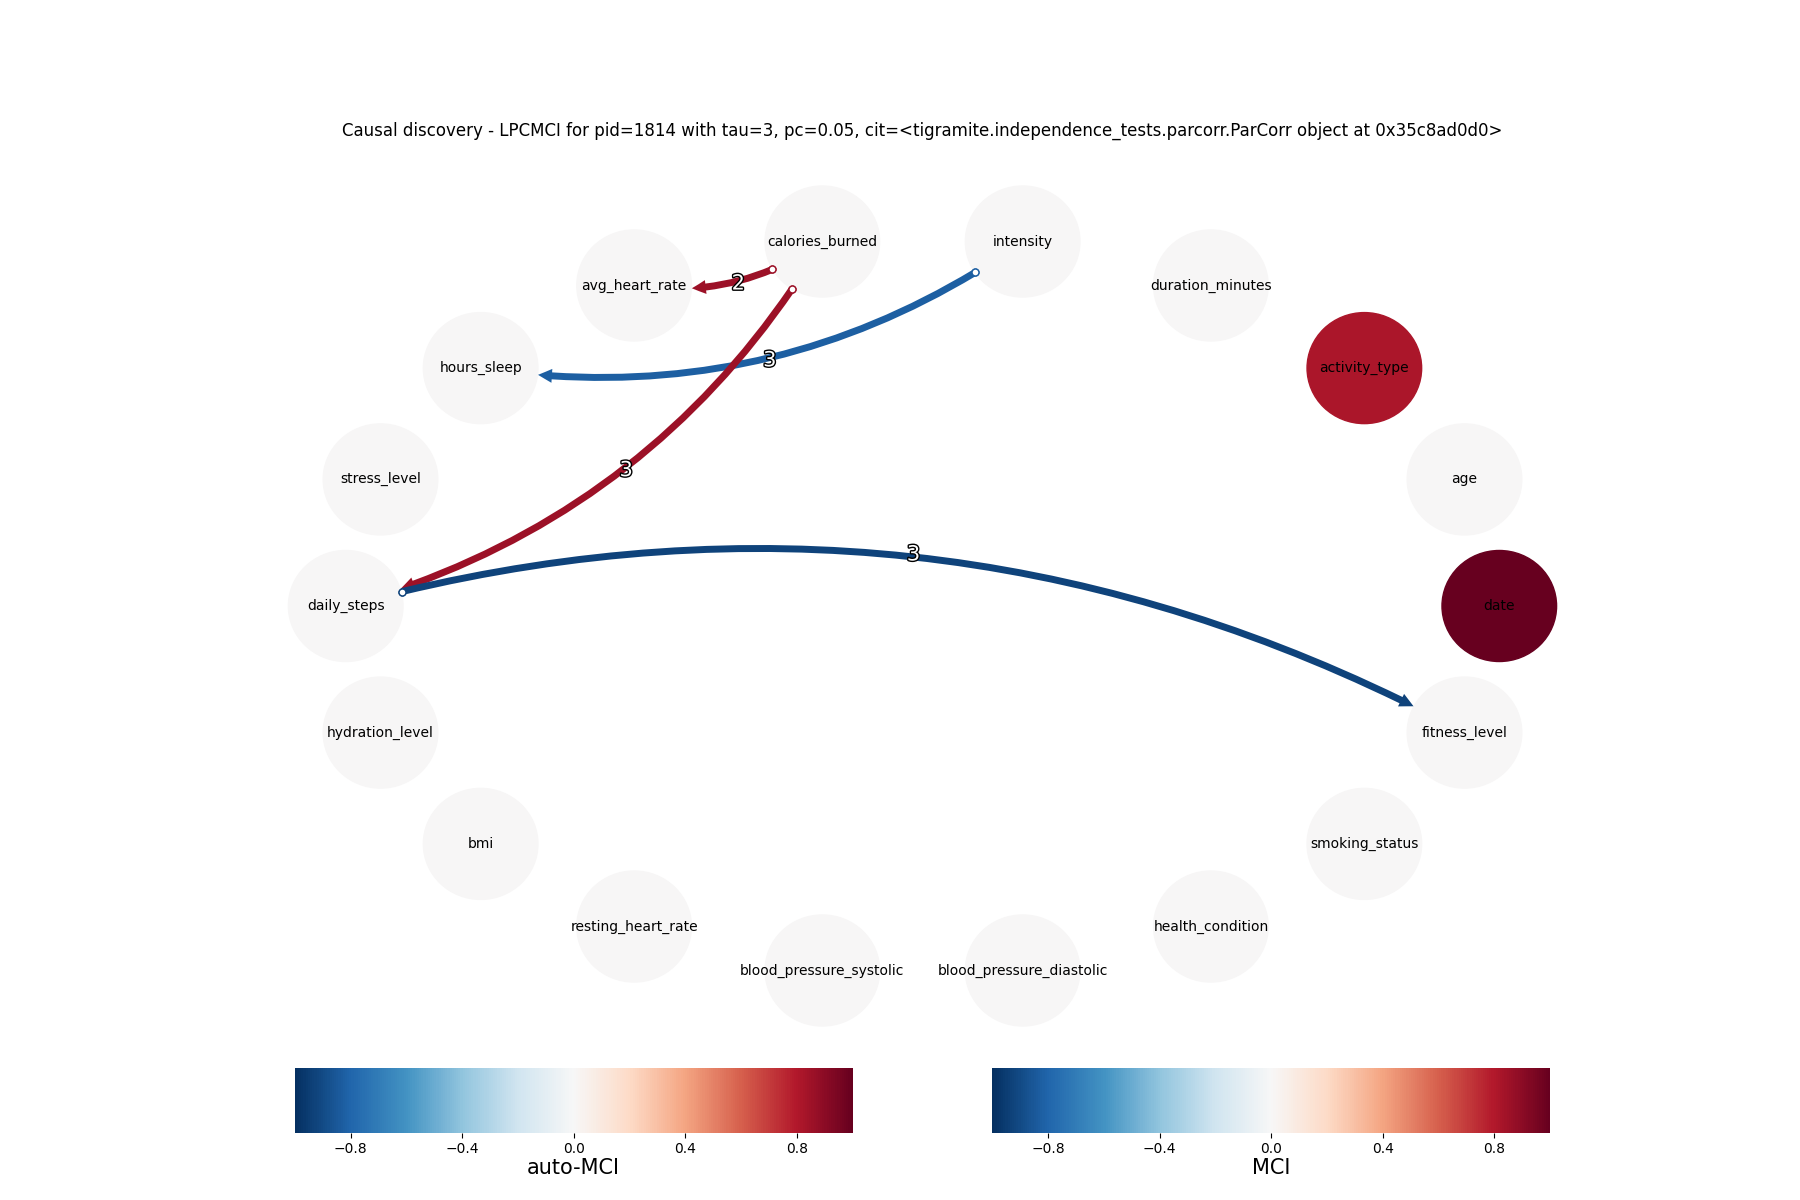 Causal discovery - LPCMCI for pid=1814 with tau=3, pc=0.05, cit=<tigramite.independence_tests.parcorr.ParCorr object at 0x35c8ad0d0>
calories_burned
intensity
avg_heart_rate
2
duration_minutes
hours_sleep
3
activity_type
3
stress_level
age
3
daily_steps
date
hydration_level
fitness_level
bmi
smoking_status
resting_heart_rate
health_condition
blood_pressure_systolic
blood_pressure_diastolic
−0.8 −0.4 0.0 0.4 0.8
auto-MCI
−0.8 −0.4 0.0 0.4 0.8
MCI